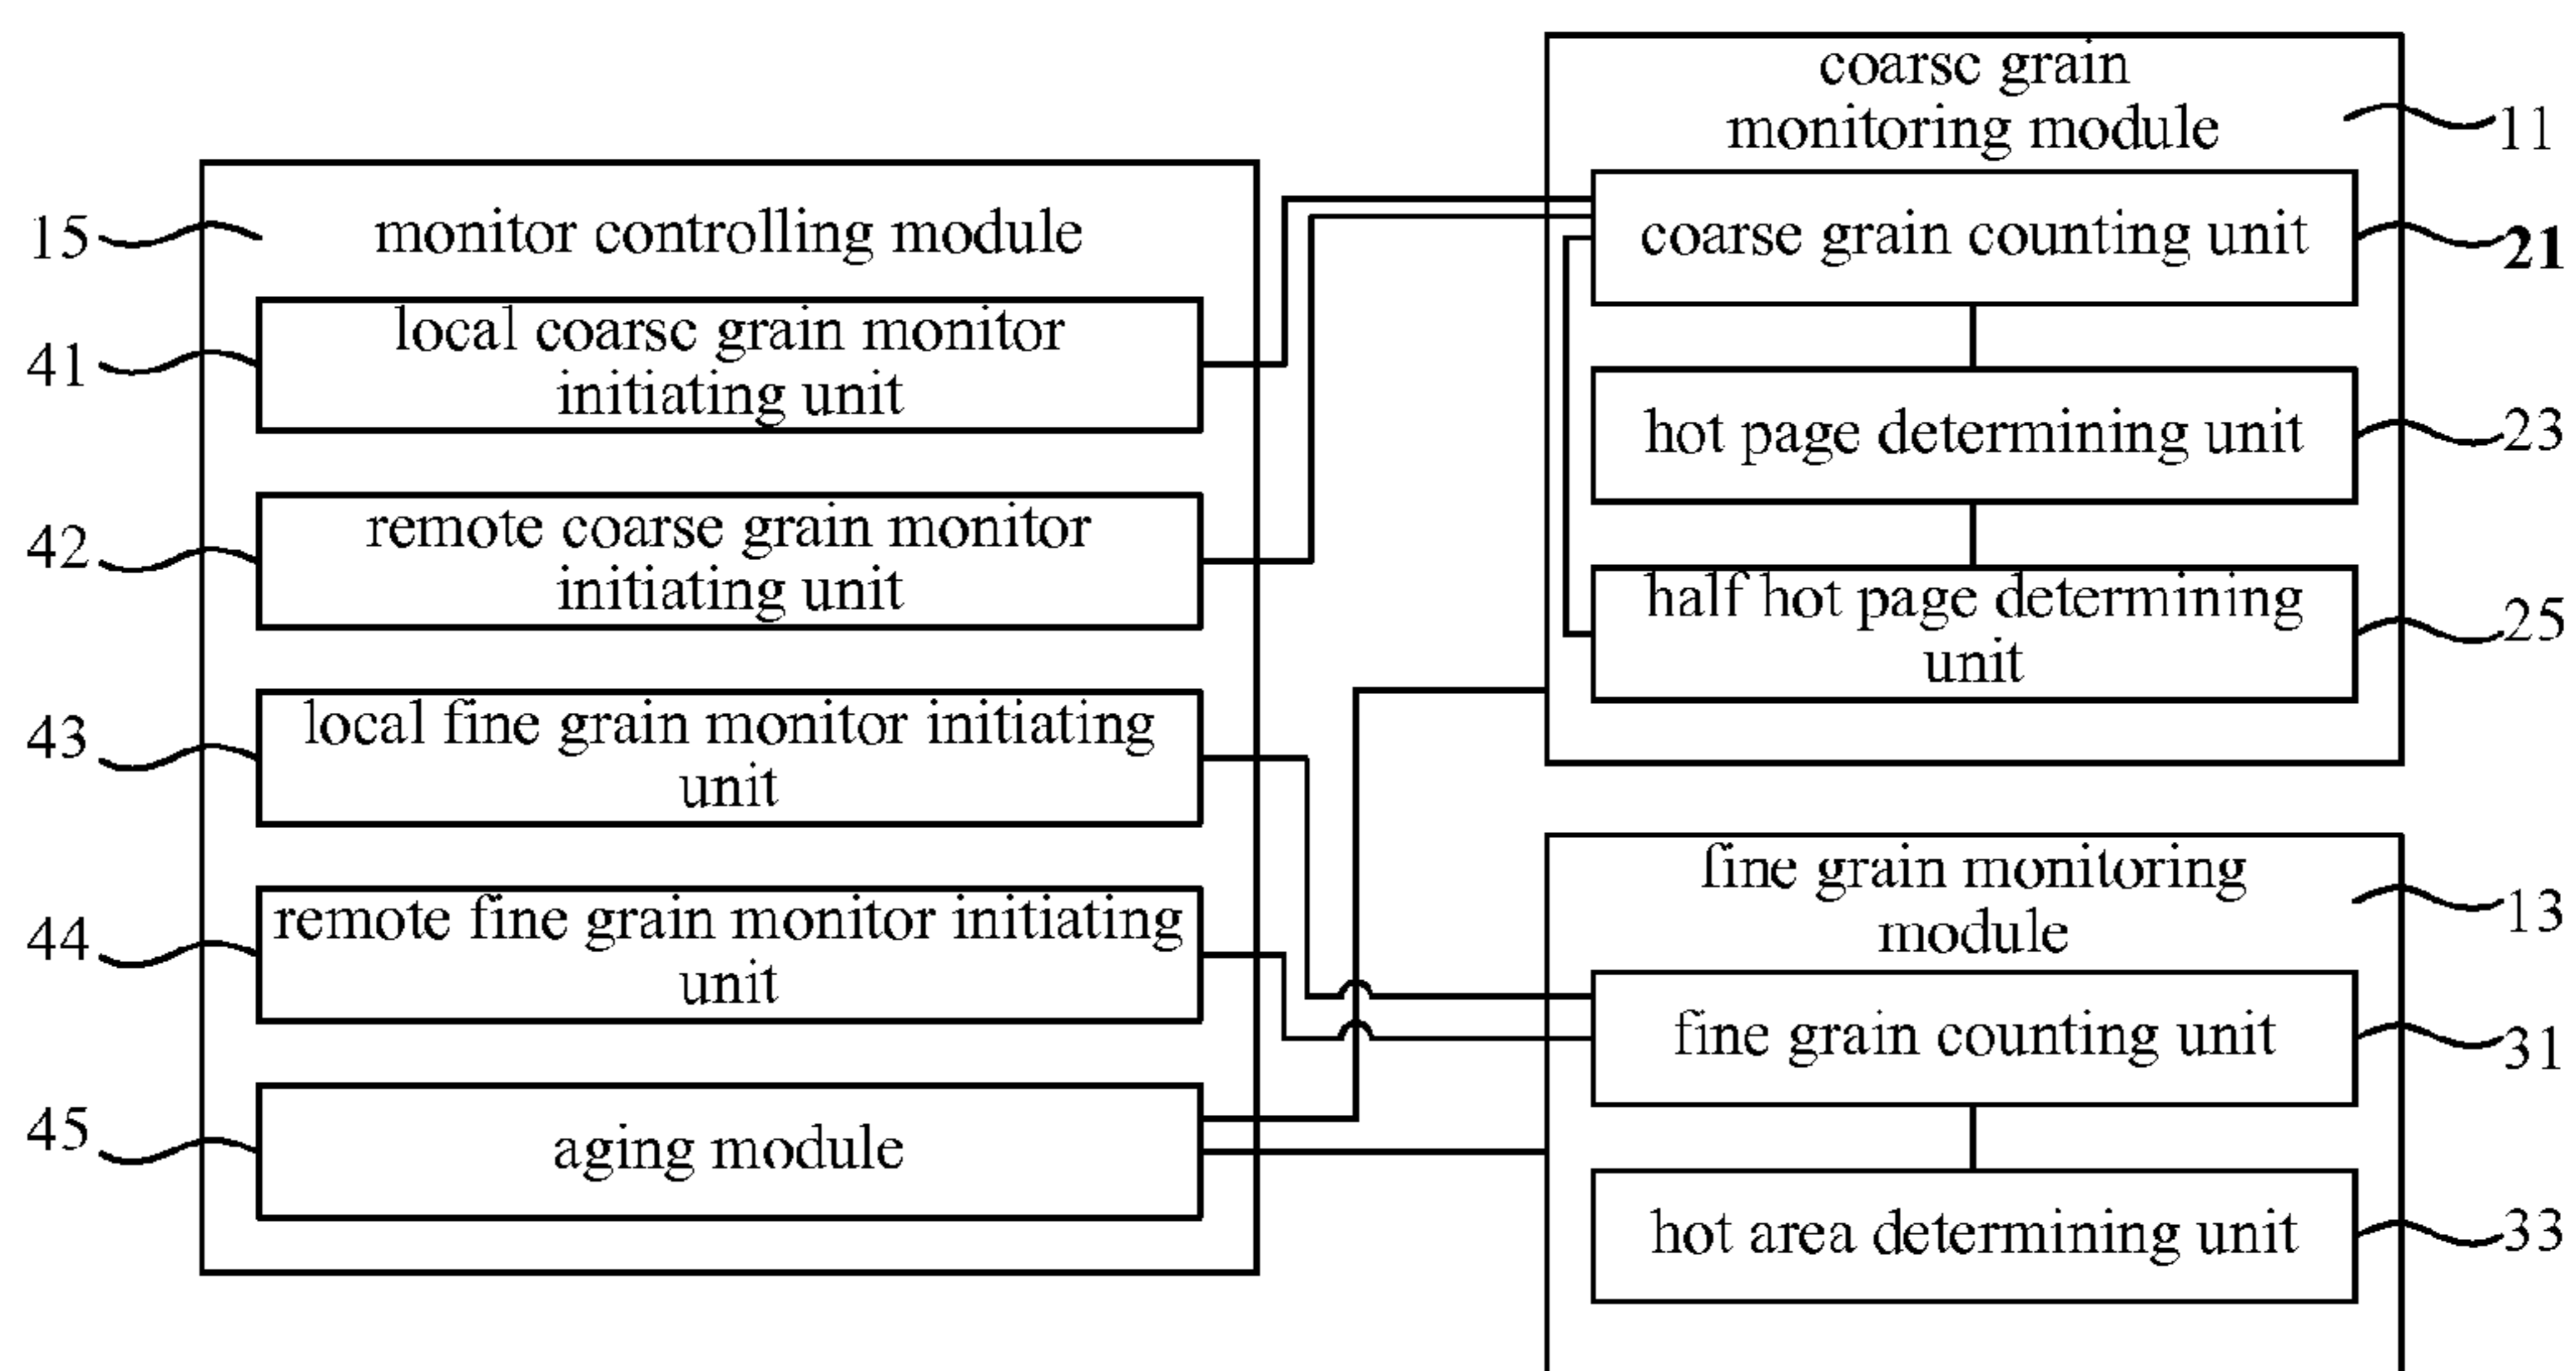 15
monitor controlling module
41
local coarse grain monitor
initiating unit
42
remote coarse grain monitor
initiating unit
43
local fine grain monitor initiating
unit
44
remote fine grain monitor initiating
unit
45
aging module
coarse grain
monitoring module
11
coarse grain counting unit
21
hot page determining unit
23
half hot page determining
unit
25
fine grain monitoring
module
13
fine grain counting unit
31
hot area determining unit
33